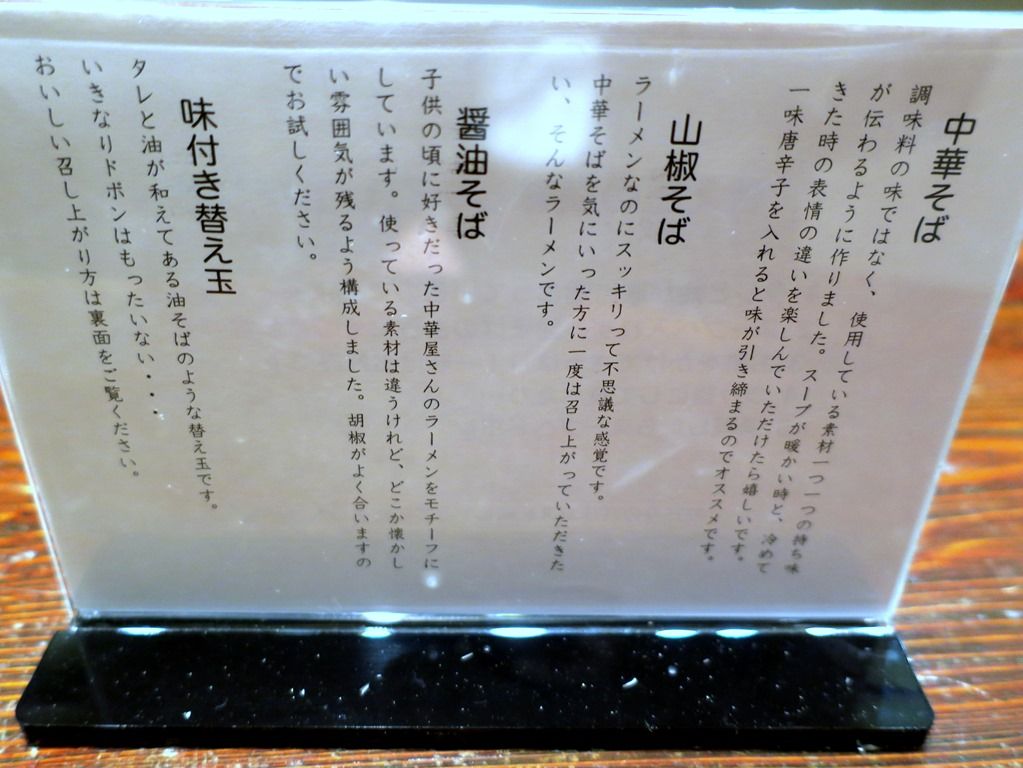 中華そば
調味料の味ではなく、使用している素材一つ一つの持ち味
が伝わるように作りました。スープが暖かい時と、冷めて
きた時の表情の違いを楽しんでいただけたら嬉しいです。
一味唐辛子を入れると味が引き締まるのでオススメです。
山椒そば
ラーメンなのにスッキリって不思議な感覚です。
中華そばを気にいった方に一度は召し上がっていただきた
い、そんなラーメンです。
醤油そば
子供の頃に好きだった中華屋さんのラーメンをモチーフに
しています。使っている素材は違うけれど、どこか懐かし
い雰囲気が残るよう構成しました。胡椒がよく合いますの
でお試しください。
味付き替え玉
タレと油が和えてある油そばのような替え玉です。
いきなりドボンはもったいない・・・
おいしい召し上がり方は裏面をご覧ください。